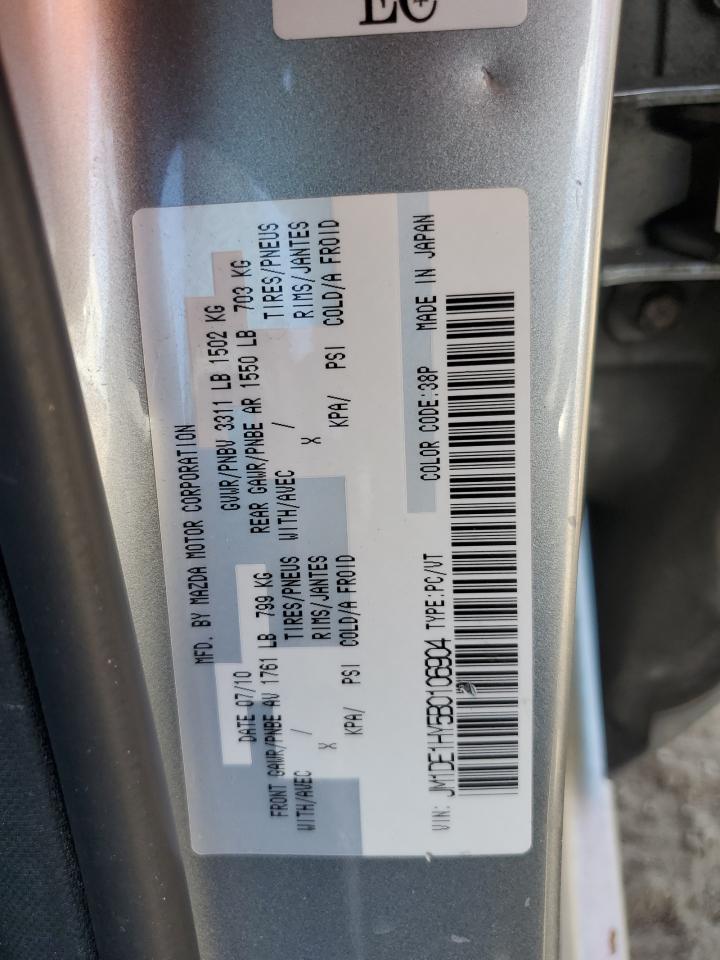 EC
MFD. BY MAZDA MOTOR CORPORATION
DATE 07/10 GVWR/PNBV 3311 LB 1502 KG
FRONT GAWR/PNBE AV 1761 LB 799 KG REAR GAWR/PNBE AR 1550 LB 703 KG
WITH/AVEC TIRES/PNEUS WITH/AVEC TIRES/PNEUS
/ X RIMS/JANTES / X RIMS/JANTES
KPA/ PSI COLD/A FROID KPA/ PSI COLD/A FROID
COLOR CODE:38P MADE IN JAPAN
VIN: JM1DE1HY5B0106904 TYPE:PC/VT